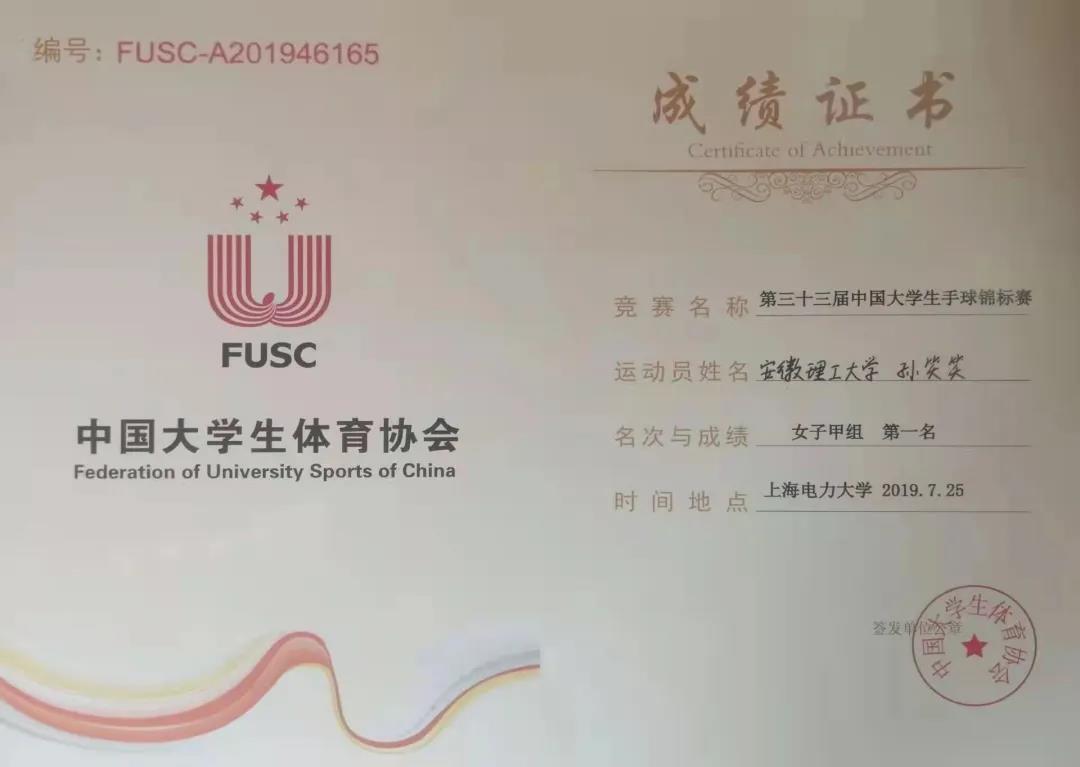 编号：FUSC-A201946165
FUSC
中国大学生体育协会
Federation of University Sports of China
成绩证书
Certificate of Achievement
竞赛名称 第三十三届中国大学生手球锦标赛
运动员姓名 安徽理工大学 孙笑笑
名次与成绩 女子甲组 第一名
时间地点 上海电力大学 2019.7.25
签发单位公章
中国大学生体育协会